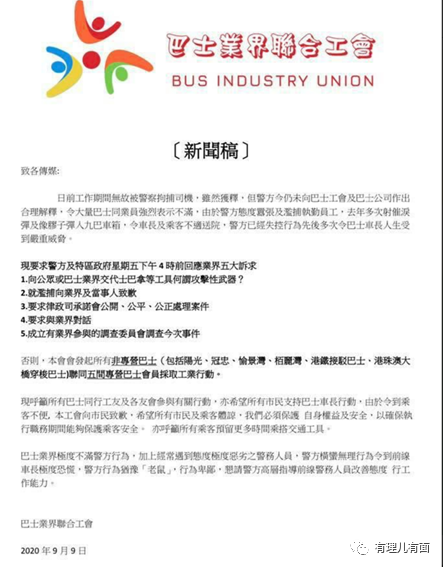 巴士業界聯合工會
BUS INDUSTRY UNION
〔新聞稿〕
致各傳媒:
日前工作期間無故被警察拘捕司機，雖然獲釋，但警方今仍未向巴士工會及巴士公司作出
合理解釋，令大量巴士同業員強烈表示不滿，由於警方態度囂張及濫捕執勤員工，去年多次射催淚
彈及像膠子彈入九巴車箱，令車長及乘客不適送院，警方已經失控行為先後多次令巴士車長人生受
到嚴重威脅。
現要求警方及特區政府星期五下午 4 時前回應業界五大訴求
1.向公眾或巴士業界交代士巴拿等工具何謂攻擊性武器？
2.就濫捕向業界及當事人致歉
3.要求律政司承諾會公開、公平、公正處理案件
4.要求與業界對話
5.成立有業界參與的調查委員會調查今次事件
否則，本會會發起所有非專營巴士（包括陽光、冠忠、愉景灣、栢麗灣、港鐵接駁巴士、港珠澳大
橋穿梭巴士)聯同五間專營巴士會員採取工業行動。
現呼籲所有巴士同行工友及各友會參與有關行動，亦希望所有市民支持巴士車長行動，由於令到乘
客不便, 本工會向市民致歉，希望所有市民及乘客體諒，我們必須保護 自身權益及安全，以確保執
行職務期間能夠保護乘客安全。 亦呼籲所有乘客預留更多時間乘搭交通工具。
巴士業界極度不滿警方行為，加上經常遇到態度極度惡劣之警務人員，警方橫蠻無理行為令到前線
車長極度恐慌，警方行為猶豫「老鼠」, 行為卑鄙，懇請警方高層指導前線警務人員改善態度 行工
作能力。
巴士業界聯合工會
2020 年 9 月 9 日
有理儿有面